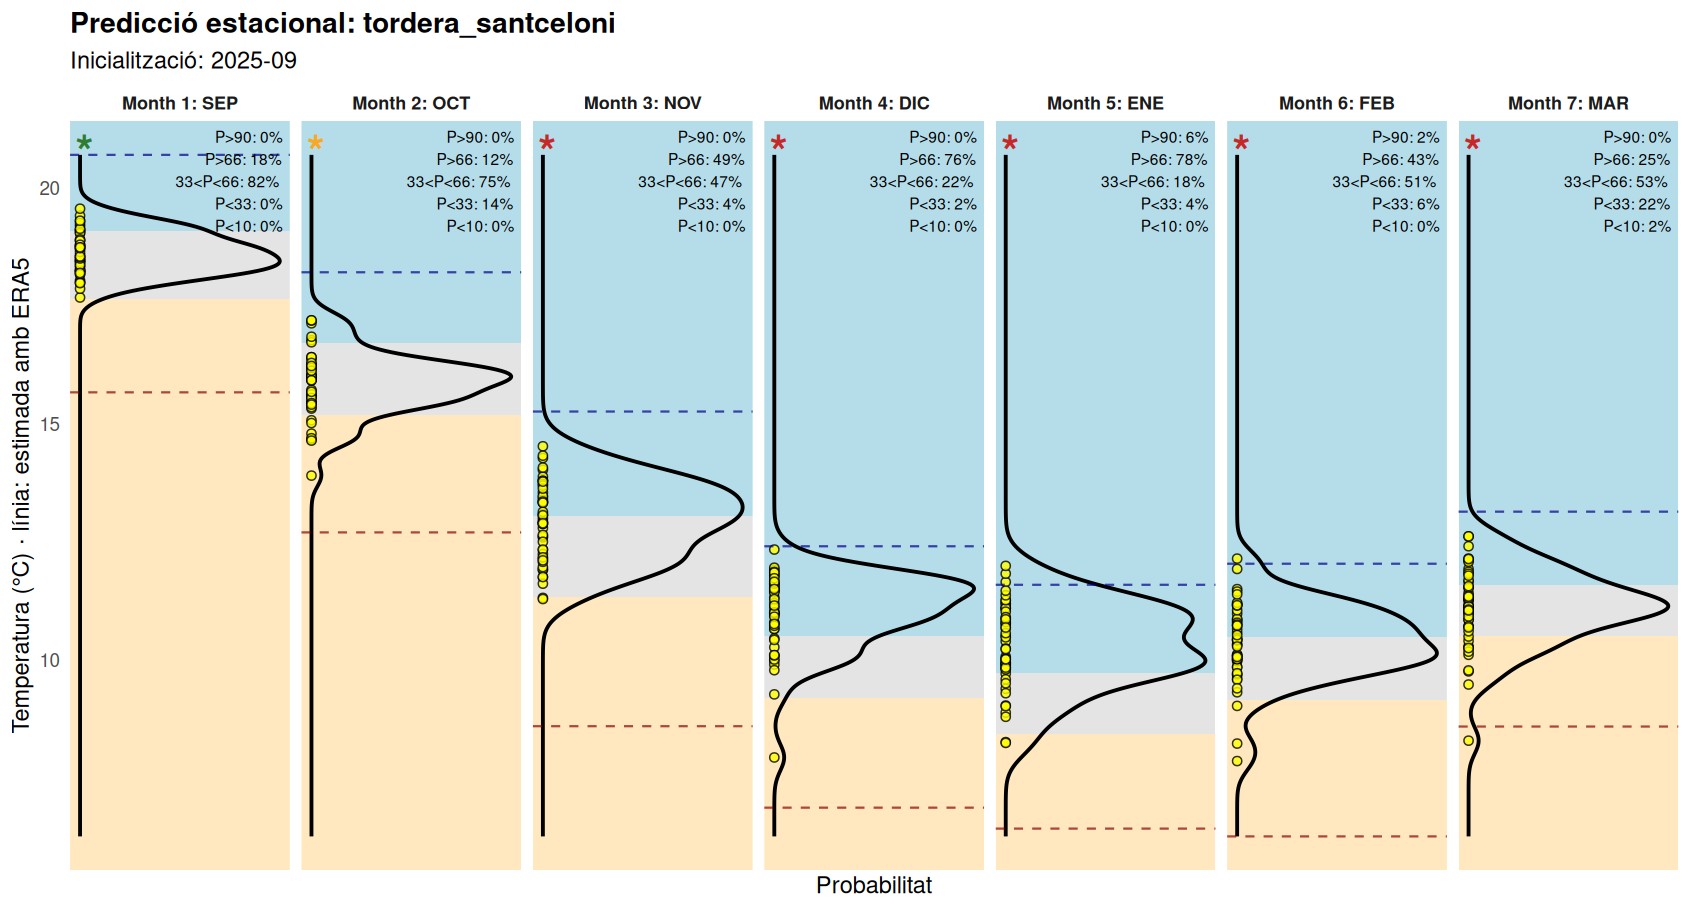 Predicció estacional: tordera_santceloni
Inicialització: 2025-09
Month 1: SEP
Month 2: OCT
Month 3: NOV
Month 4: DIC
Month 5: ENE
Month 6: FEB
Month 7: MAR
*
P>90: 0%
P>66: 18%
33<P<66: 82%
P<33: 0%
P<10: 0%
*
P>90: 0%
P>66: 12%
33<P<66: 75%
P<33: 14%
P<10: 0%
*
P>90: 0%
P>66: 49%
33<P<66: 47%
P<33: 4%
P<10: 0%
*
P>90: 0%
P>66: 76%
33<P<66: 22%
P<33: 2%
P<10: 0%
*
P>90: 6%
P>66: 78%
33<P<66: 18%
P<33: 4%
P<10: 0%
*
P>90: 2%
P>66: 43%
33<P<66: 51%
P<33: 6%
P<10: 0%
*
P>90: 0%
P>66: 25%
33<P<66: 53%
P<33: 22%
P<10: 2%
20
15
10
Temperatura (°C) · línia: estimada amb ERA5
Probabilitat